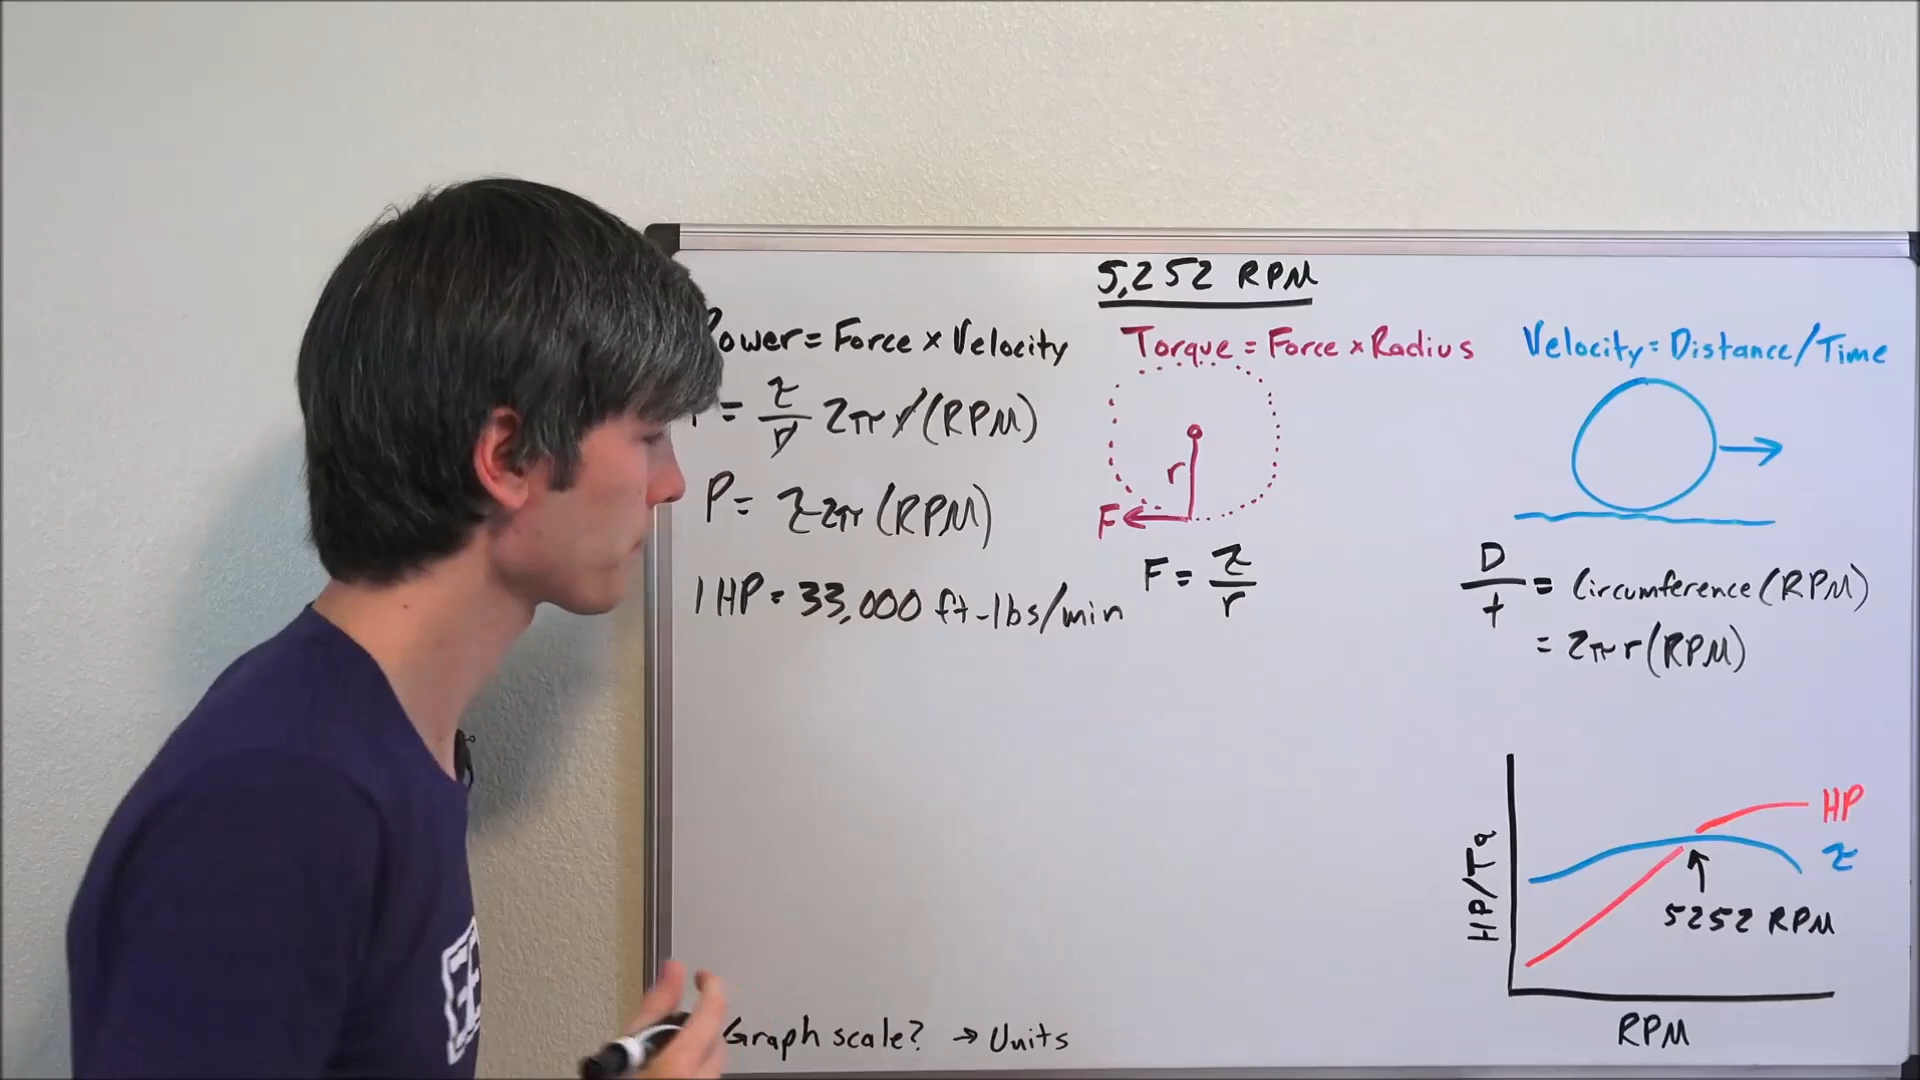 5,252 RPM
Power = Force × Velocity
= τ/r 2πr (RPM)
P = τ2π (RPM)
1 HP = 33,000 ft-lbs/min
Torque = Force × Radius
r
F
F = τ/r
Velocity = Distance/Time
D/t = Circumference (RPM)
= 2πr (RPM)
HP/Tq
HP
τ
5252 RPM
RPM
Graph scale? → Units